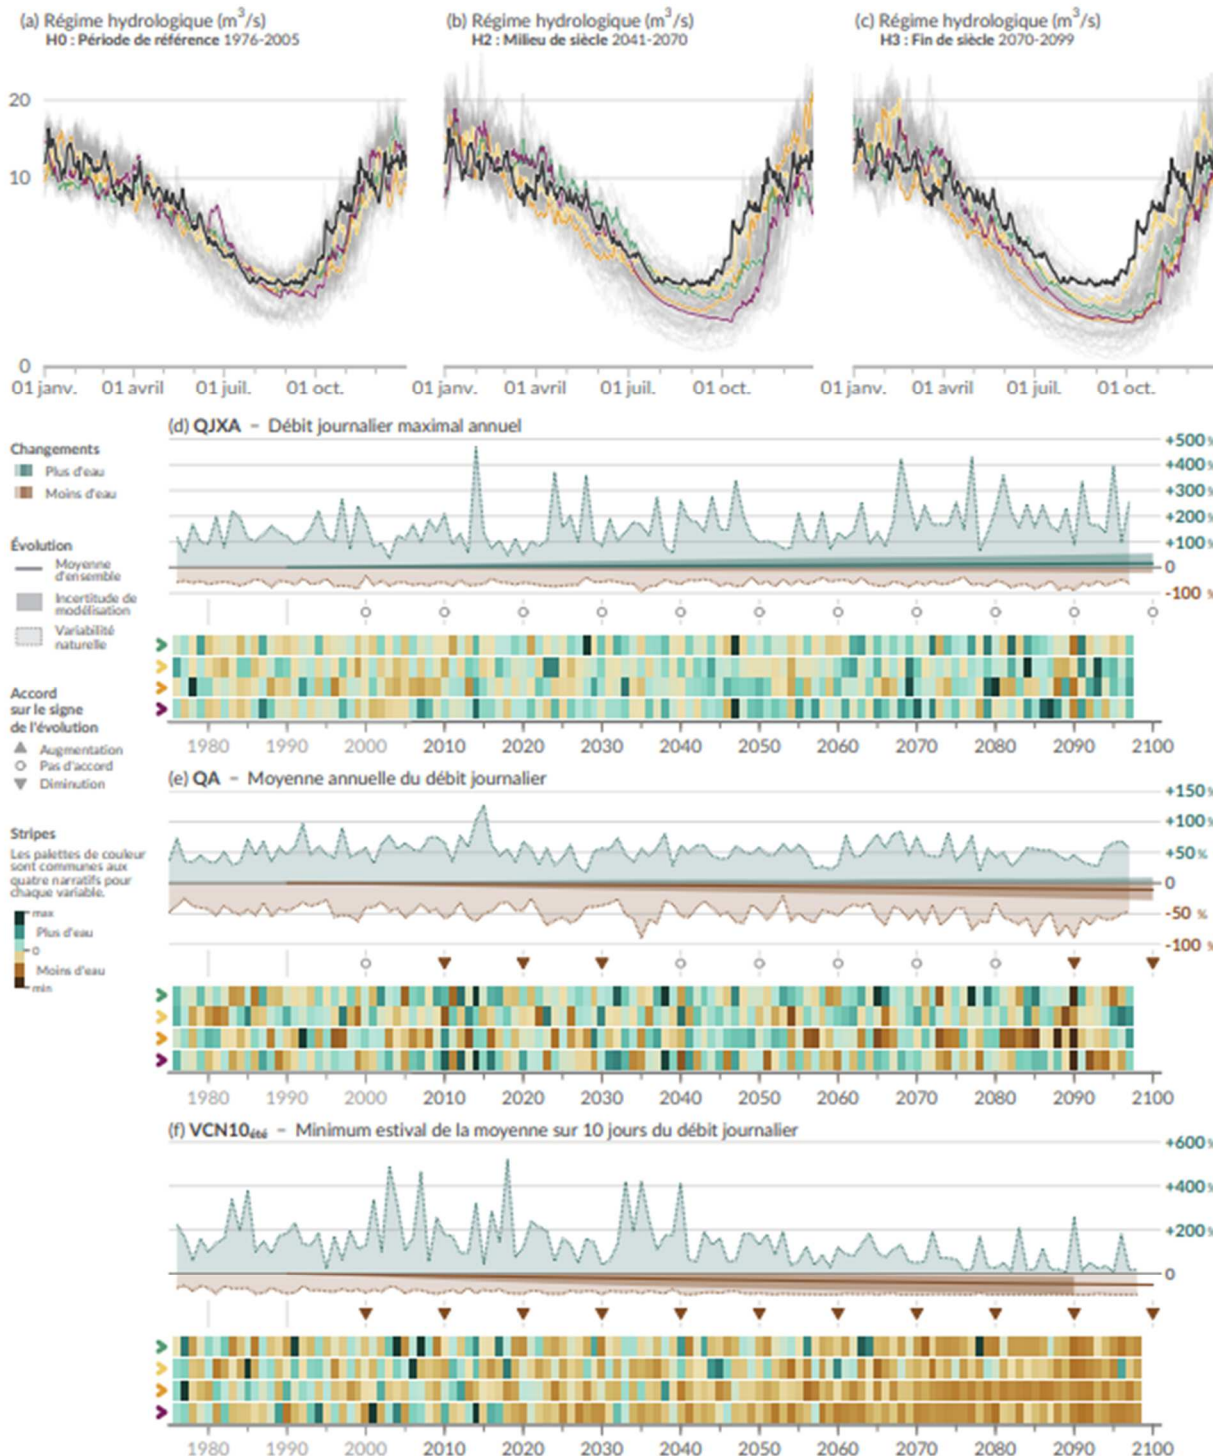 (a) Régime hydrologique (m³/s)
H0 : Période de référence 1976-2005
(b) Régime hydrologique (m³/s)
H2 : Milieu de siècle 2041-2070
(c) Régime hydrologique (m³/s)
H3 : Fin de siècle 2070-2099
20
10
0
01 janv. 01 avril 01 juil. 01 oct.
01 janv. 01 avril 01 juil. 01 oct.
01 janv. 01 avril 01 juil. 01 oct.
(d) QJXA – Débit journalier maximal annuel
+500 %
+400 %
+300 %
+200 %
+100 %
0
-100 %
1980 1990 2000 2010 2020 2030 2040 2050 2060 2070 2080 2090 2100
Changements
Plus d'eau
Moins d'eau
Évolution
Moyenne
d'ensemble
Incertitude de
modélisation
Variabilité
naturelle
Accord
sur le signe
de l'évolution
Augmentation
Pas d'accord
Diminution
Stripes
Les palettes de couleur
sont communes aux
quatre narratifs pour
chaque variable.
max
Plus d'eau
0
Moins d'eau
min
(e) QA – Moyenne annuelle du débit journalier
+150 %
+100 %
+50 %
0
-50 %
-100 %
1980 1990 2000 2010 2020 2030 2040 2050 2060 2070 2080 2090 2100
(f) VCN10été – Minimum estival de la moyenne sur 10 jours du débit journalier
+600 %
+400 %
+200 %
0
1980 1990 2000 2010 2020 2030 2040 2050 2060 2070 2080 2090 2100